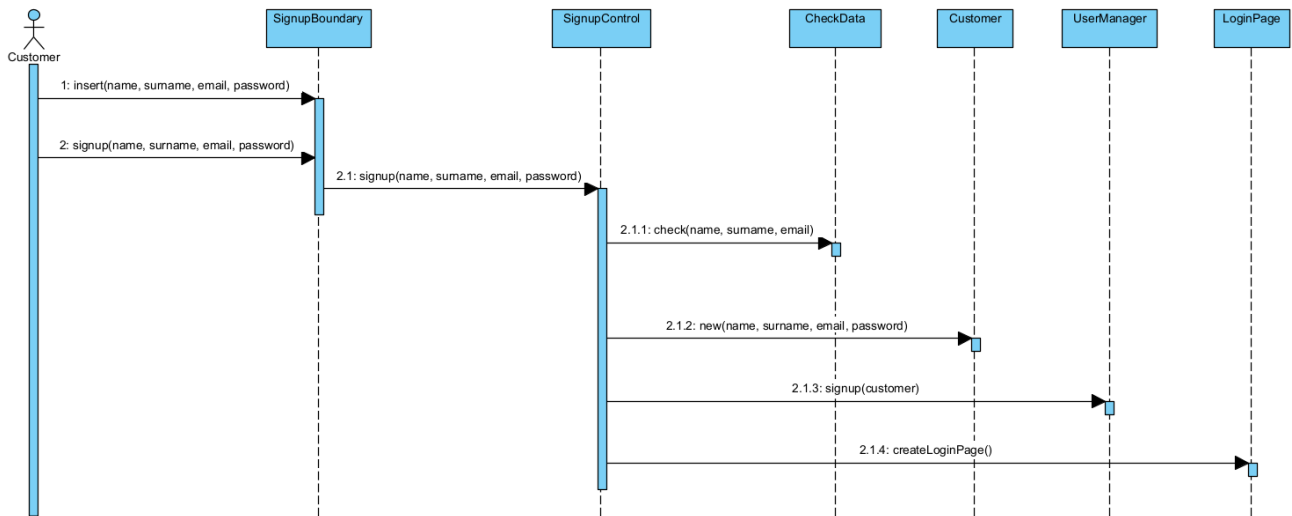 SignupBoundary
SignupControl
CheckData
Customer
UserManager
LoginPage
Customer
1: insert(name, surname, email, password)
2: signup(name, surname, email, password)
2.1: signup(name, surname, email, password)
2.1.1: check(name, surname, email)
2.1.2: new(name, surname, email, password)
2.1.3: signup(customer)
2.1.4: createLoginPage()